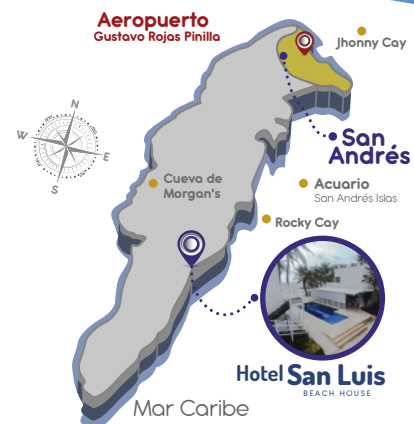 Aeropuerto
Gustavo Rojas Pinilla
Jhonny Cay
N
W
E
S
San
Andrés
Cueva de
Morgan's
Acuario
San Andrés Islas
Rocky Cay
Hotel San Luis
BEACH HOUSE
Mar Caribe